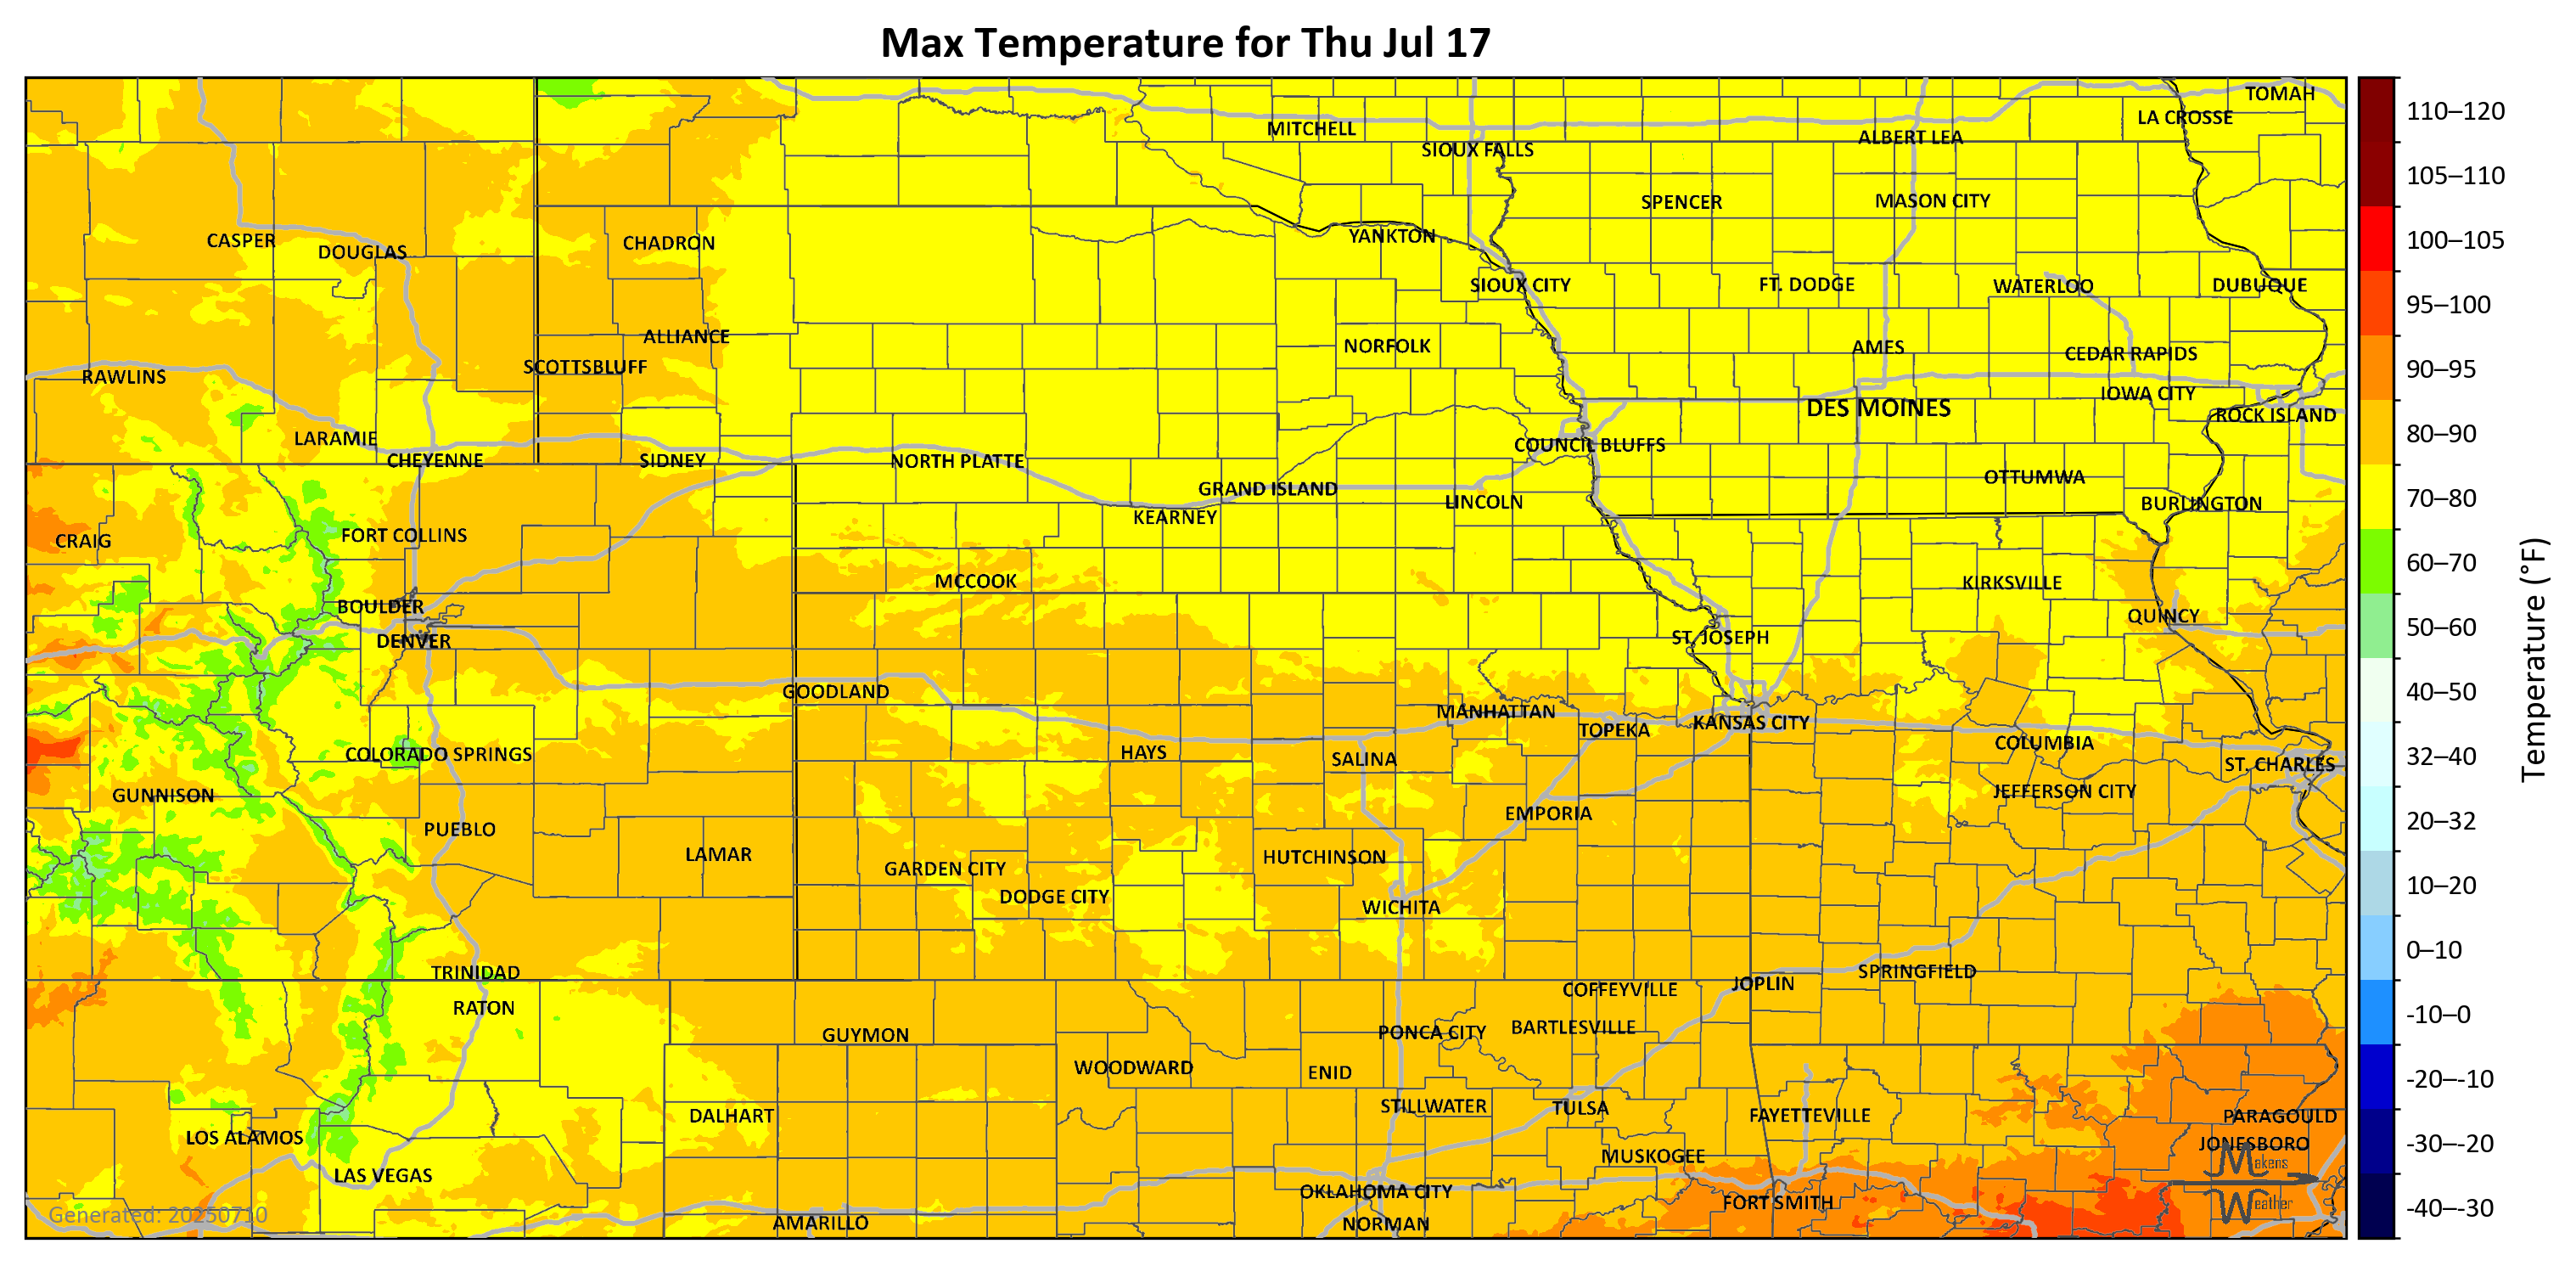 Max Temperature for Thu Jul 17
TOMAH
LA CROSSE
MITCHELL
ALBERT LEA
SIOUX FALLS
SPENCER
MASON CITY
CASPER
DOUGLAS
CHADRON
YANKTON
SIOUX CITY
FT. DODGE
WATERLOO
DUBUQUE
ALLIANCE
NORFOLK
AMES
CEDAR RAPIDS
SCOTTSBLUFF
RAWLINS
IOWA CITY
DES MOINES
ROCK ISLAND
LARAMIE
COUNCIL BLUFFS
CHEYENNE
SIDNEY
NORTH PLATTE
OTTUMWA
GRAND ISLAND
LINCOLN
BURLINGTON
KEARNEY
CRAIG
FORT COLLINS
MCCOOK
KIRKSVILLE
BOULDER
QUINCY
DENVER
ST. JOSEPH
GOODLAND
MANHATTAN
TOPEKA
KANSAS CITY
COLUMBIA
COLORADO SPRINGS
HAYS
SALINA
ST. CHARLES
GUNNISON
JEFFERSON CITY
EMPORIA
PUEBLO
LAMAR
HUTCHINSON
GARDEN CITY
DODGE CITY
WICHITA
TRINIDAD
SPRINGFIELD
JOPLIN
COFFEYVILLE
RATON
GUYMON
PONCA CITY
BARTLESVILLE
WOODWARD
ENID
STILLWATER
TULSA
DALHART
FAYETTEVILLE
PARAGOULD
LOS ALAMOS
JONESBORO
MUSKOGEE
LAS VEGAS
OKLAHOMA CITY
FORT SMITH
AMARILLO
NORMAN
Makens
Weather
Generated: 20250710
110–120
105–110
100–105
95–100
90–95
80–90
70–80
60–70
50–60
40–50
32–40
20–32
10–20
0–10
-10–0
-20–-10
-30–-20
-40–-30
Temperature (°F)